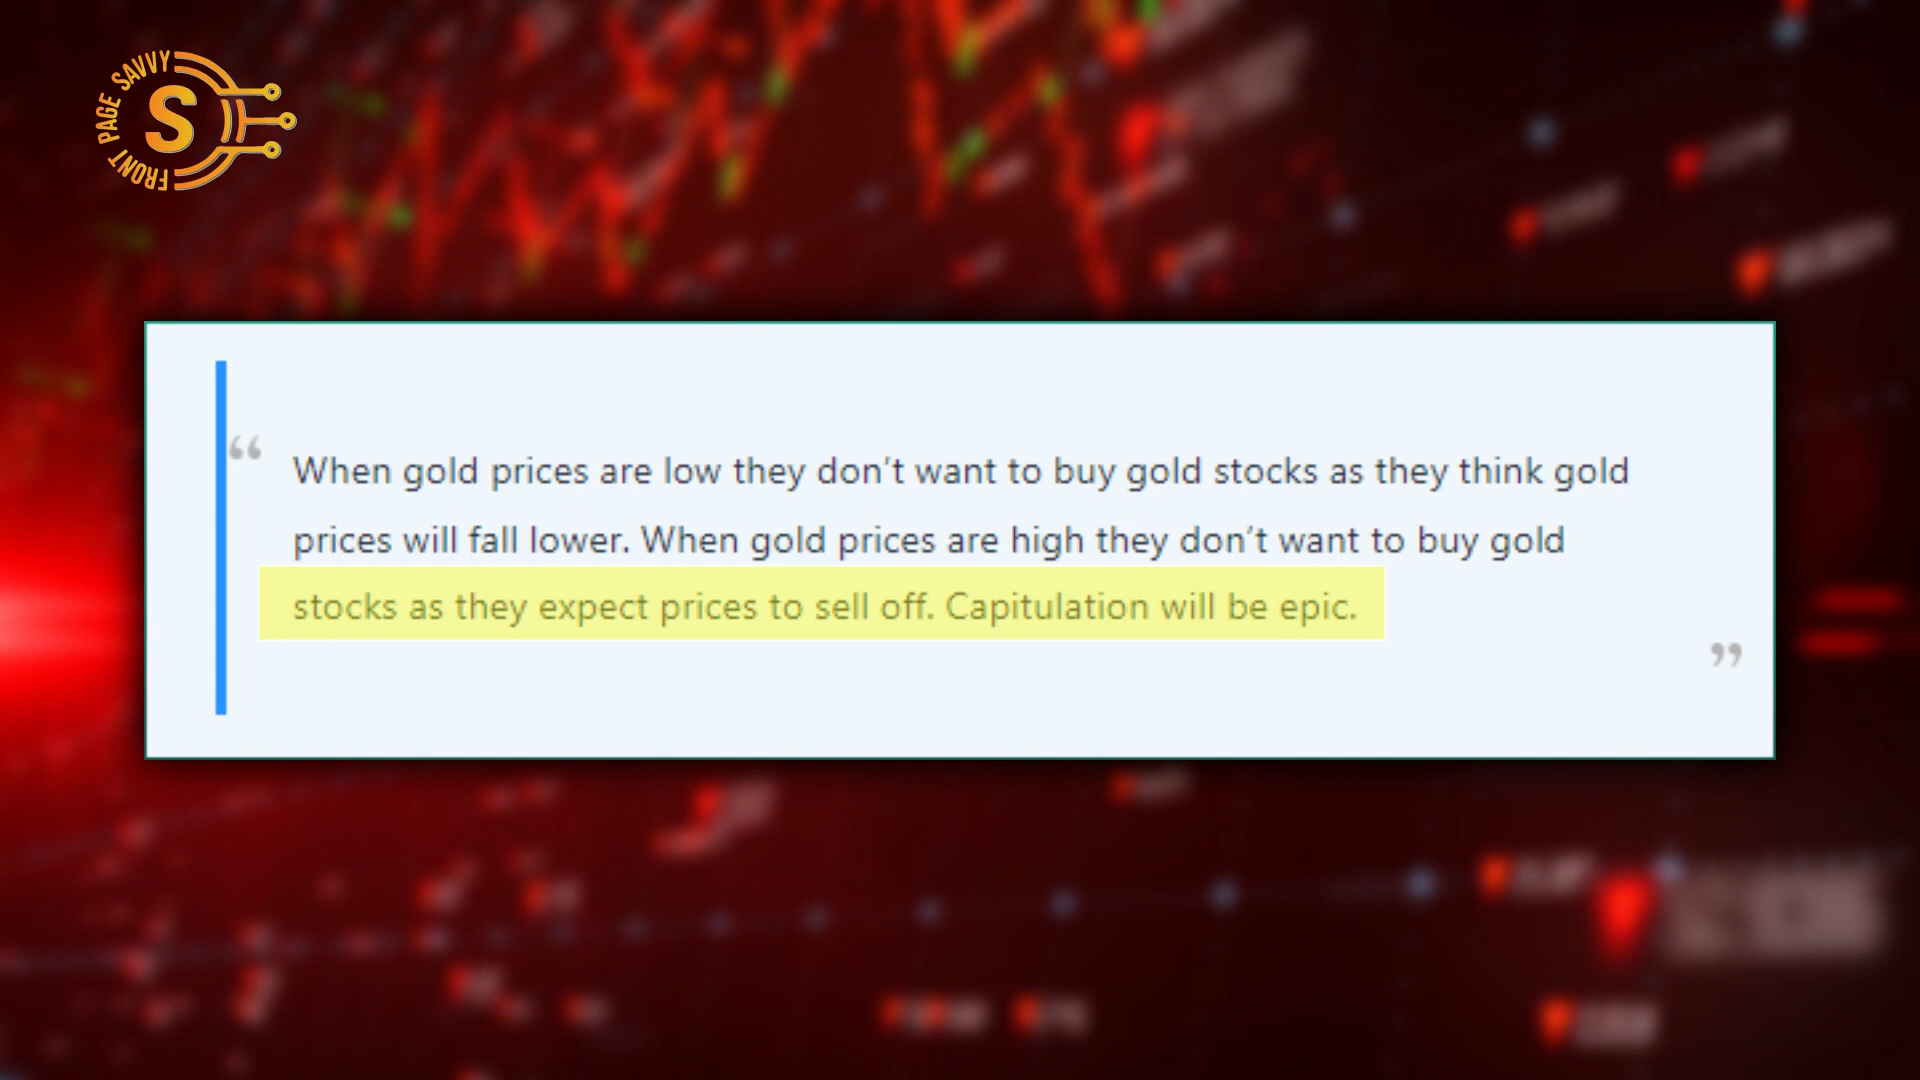 FRONT PAGE SAVVY
S
“
When gold prices are low they don’t want to buy gold stocks as they think gold
prices will fall lower. When gold prices are high they don’t want to buy gold
stocks as they expect prices to sell off. Capitulation will be epic.
”